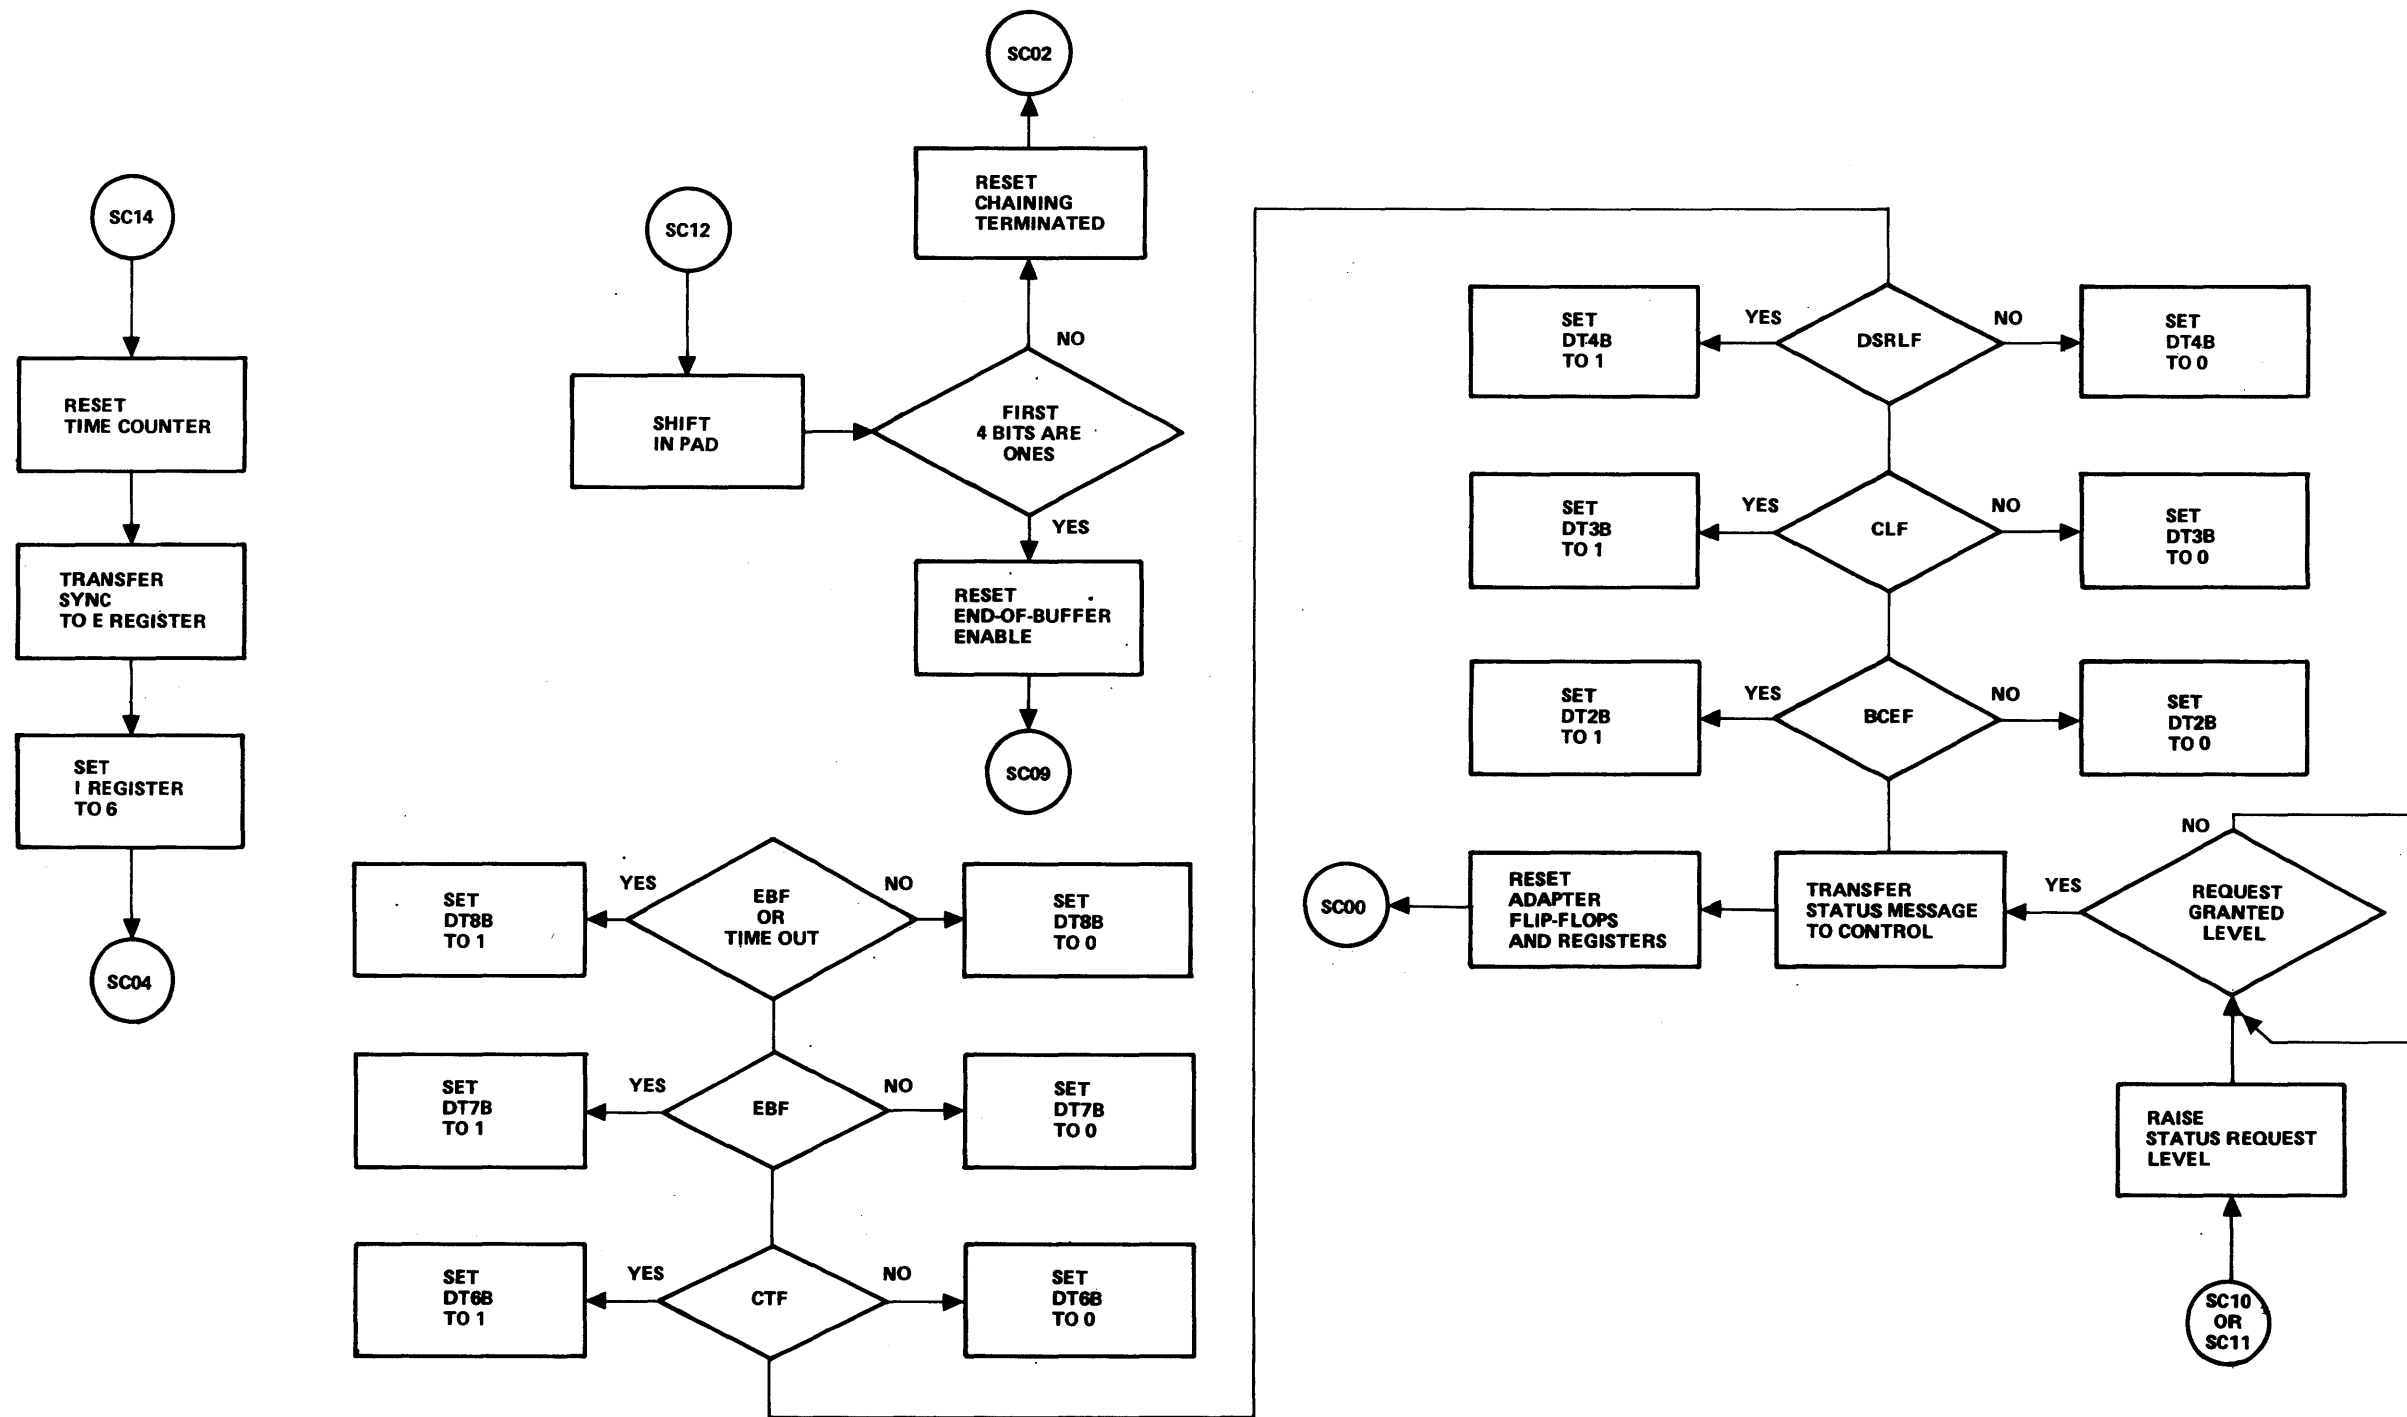 SC14
RESET
TIME COUNTER
TRANSFER
SYNC
TO E REGISTER
SET
I REGISTER
TO 6
SC04
SC12
SHIFT
IN PAD
FIRST
4 BITS ARE
ONES
NO
RESET
CHAINING
TERMINATED
SC02
YES
RESET
END-OF-BUFFER
ENABLE
SC09
EBF
OR
TIME OUT
YES
SET
DT8B
TO 1
NO
SET
DT8B
TO 0
EBF
YES
SET
DT7B
TO 1
NO
SET
DT7B
TO 0
CTF
YES
SET
DT6B
TO 1
NO
SET
DT6B
TO 0
DSRLF
YES
SET
DT4B
TO 1
NO
SET
DT4B
TO 0
CLF
YES
SET
DT3B
TO 1
NO
SET
DT3B
TO 0
BCEF
YES
SET
DT2B
TO 1
NO
SET
DT2B
TO 0
SC10
OR
SC11
RAISE
STATUS REQUEST
LEVEL
REQUEST
GRANTED
LEVEL
NO
YES
TRANSFER
STATUS MESSAGE
TO CONTROL
RESET
ADAPTER
FLIP-FLOPS
AND REGISTERS
SC00